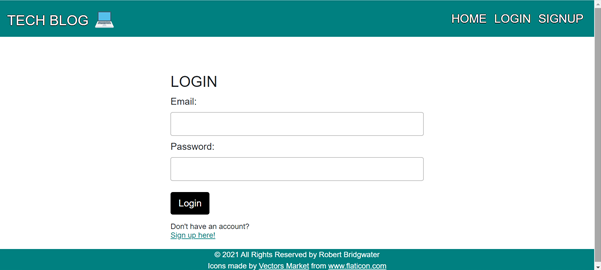 TECH BLOG
HOME LOGIN SIGNUP
LOGIN
Email:
Password:
Login
Don't have an account?
Sign up here!
© 2021 All Rights Reserved by Robert Bridgwater
Icons made by Vectors Market from www.flaticon.com